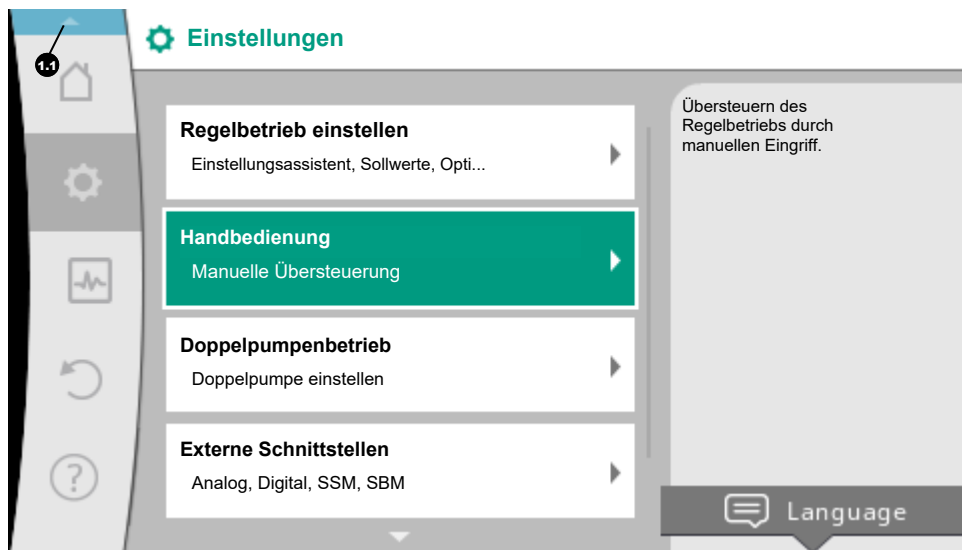 Einstellungen
1.1
Regelbetrieb einstellen
Einstellungsassistent, Sollwerte, Opti...
Handbedienung
Manuelle Übersteuerung
Doppelpumpenbetrieb
Doppelpumpe einstellen
Externe Schnittstellen
Analog, Digital, SSM, SBM
Übersteuern des
Regelbetriebs durch
manuellen Eingriff.
Language